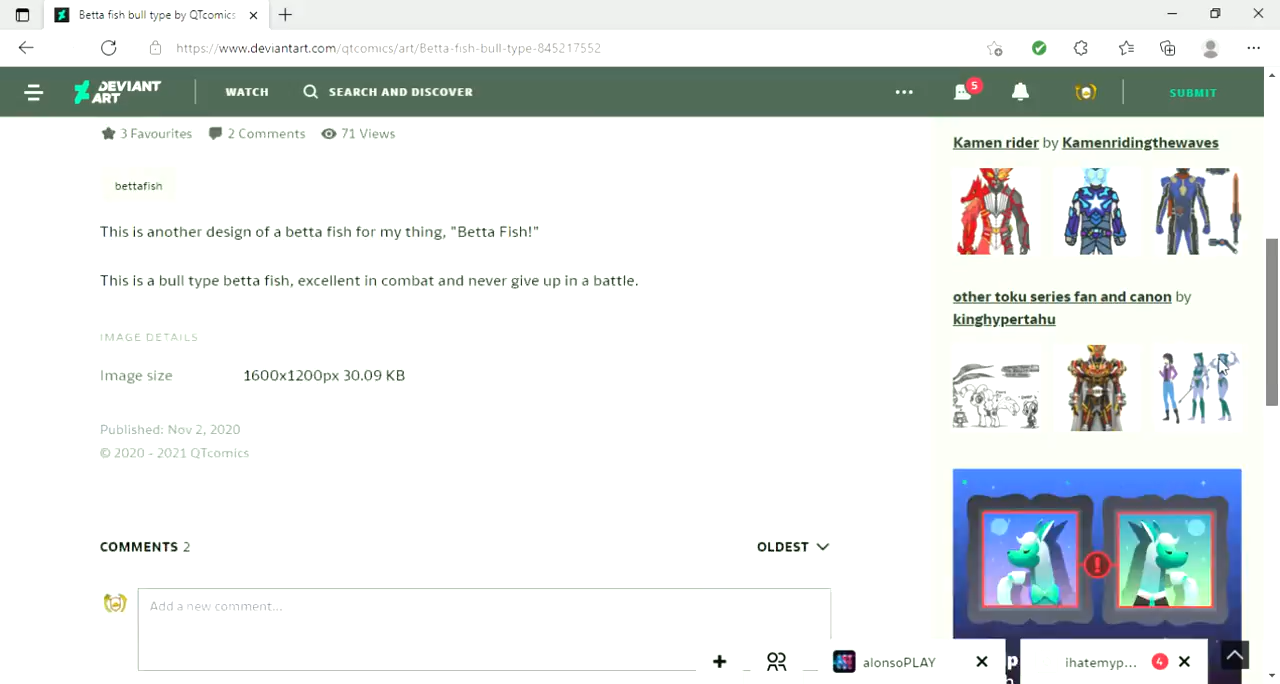 Betta fish bull type by QTcomics
https://www.deviantart.com/qtcomics/art/Betta-fish-bull-type-845217552
DEVIANT ART
WATCH
SEARCH AND DISCOVER
5
SUBMIT
3 Favourites 2 Comments 71 Views
bettafish
This is another design of a betta fish for my thing, "Betta Fish!"
This is a bull type betta fish, excellent in combat and never give up in a battle.
IMAGE DETAILS
Image size 1600x1200px 30.09 KB
Published: Nov 2, 2020
© 2020 - 2021 QTcomics
COMMENTS 2
OLDEST
Add a new comment...
Kamen rider by Kamenridingthewaves
other toku series fan and canon by
kinghypertahu
alonsoPLAY
ihatemyp... 4